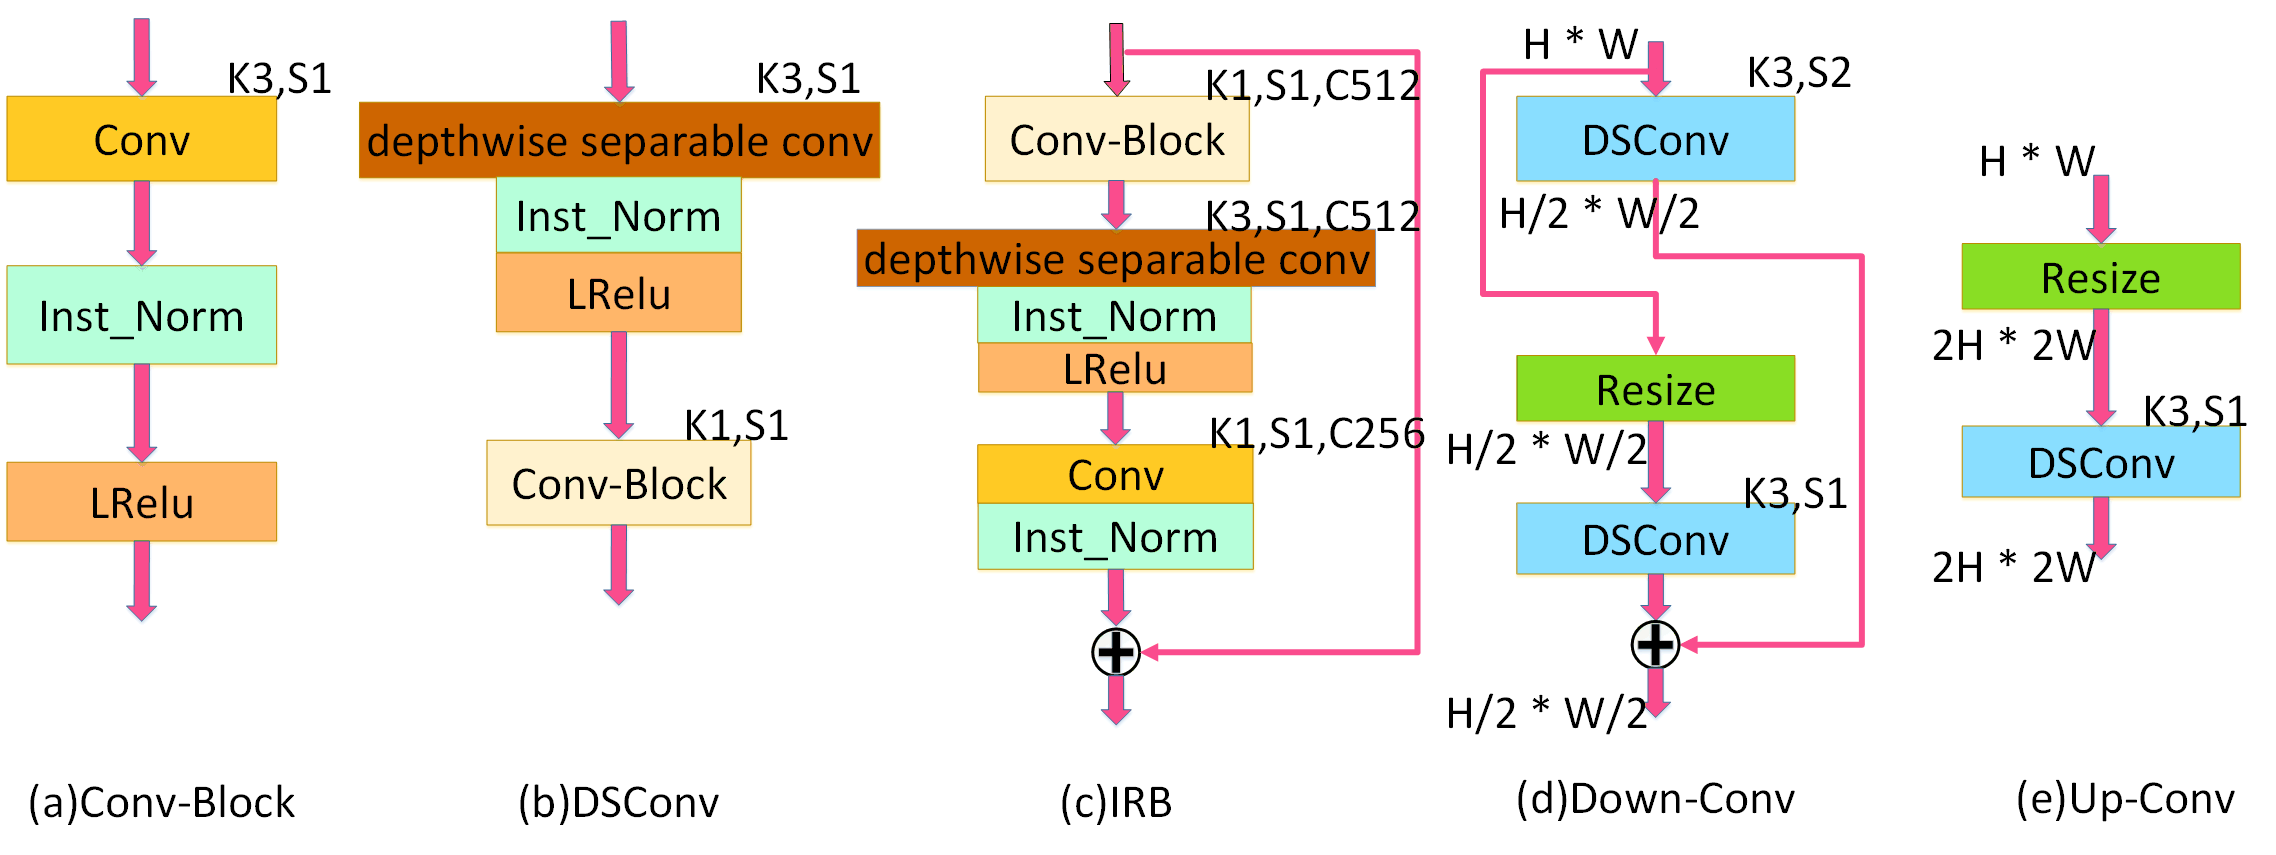 K3,S1
Conv
Inst_Norm
LRelu
(a)Conv-Block
K3,S1
depthwise separable conv
Inst_Norm
LRelu
K1,S1
Conv-Block
(b)DSConv
K1,S1,C512
Conv-Block
K3,S1,C512
depthwise separable conv
Inst_Norm
LRelu
K1,S1,C256
Conv
Inst_Norm
(c)IRB
H * W
K3,S2
DSConv
H/2 * W/2
Resize
H/2 * W/2
K3,S1
DSConv
H/2 * W/2
(d)Down-Conv
H * W
Resize
2H * 2W
K3,S1
DSConv
2H * 2W
(e)Up-Conv